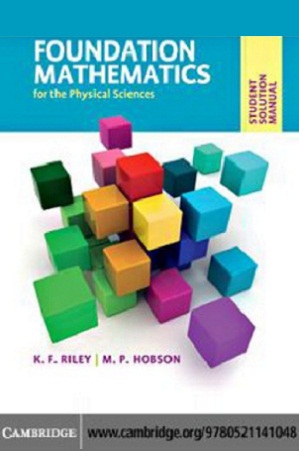 FOUNDATION
MATHEMATICS
for the Physical Sciences
STUDENT
SOLUTION
MANUAL
K. F. RILEY | M. P. HOBSON
CAMBRIDGE
www.cambridge.org/9780521141048